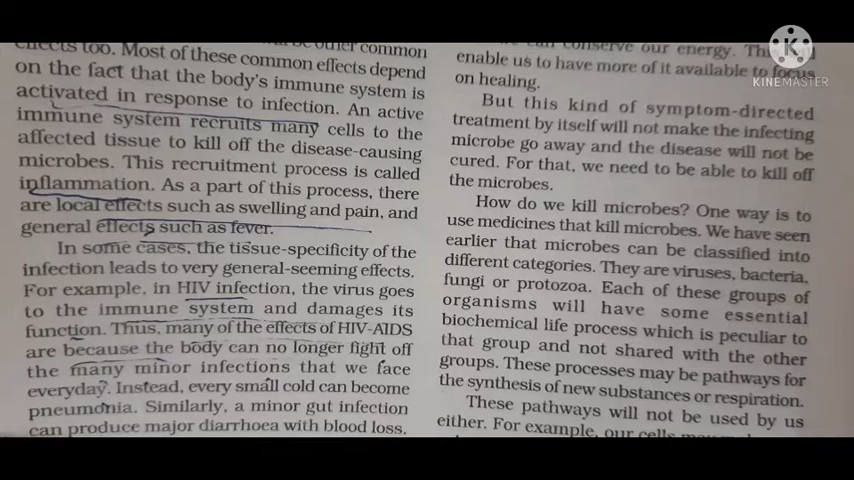 effects too. Most of these common effects depend
on the fact that the body's immune system is
activated in response to infection. An active
immune system recruits many cells to the
affected tissue to kill off the disease-causing
microbes. This recruitment process is called
inflammation. As a part of this process, there
are local effects such as swelling and pain, and
general effects such as fever.
In some cases, the tissue-specificity of the
infection leads to very general-seeming effects.
For example, in HIV infection, the virus goes
to the immune system and damages its
function. Thus, many of the effects of HIV-AIDS
are because the body can no longer fight off
the many minor infections that we face
everyday. Instead, every small cold can become
pneumonia. Similarly, a minor gut infection
can produce major diarrhoea with blood loss.
can conserve our energy.
enable us to have more of it available to focus
on healing.
But this kind of symptom-directed
treatment by itself will not make the infecting
microbe go away and the disease will not be
cured. For that, we need to be able to kill off
the microbes.
How do we kill microbes? One way is to
use medicines that kill microbes. We have seen
earlier that microbes can be classified into
different categories. They are viruses, bacteria,
fungi or protozoa. Each of these groups of
organisms will have some essential
biochemical life process which is peculiar to
that group and not shared with the other
groups. These processes may be pathways for
the synthesis of new substances or respiration.
These pathways will not be used by us
either. For example, our cells
Made with
KINEMASTER